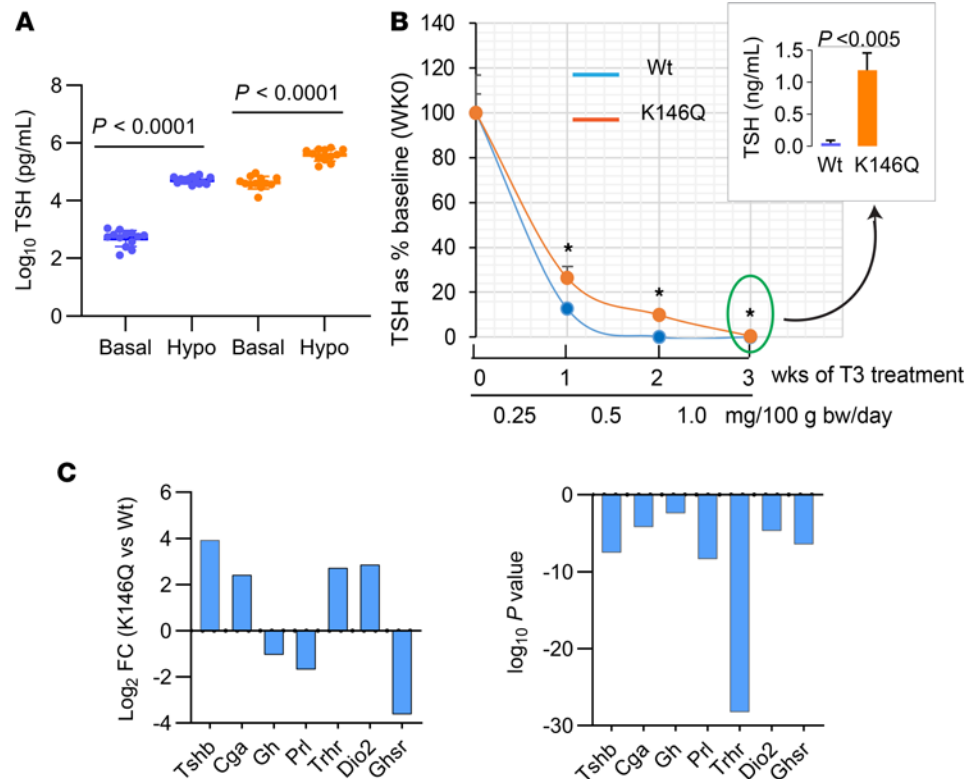 A
Log10 TSH (pg/mL)
8
6
4
2
0
P < 0.0001
P < 0.0001
Basal Hypo Basal Hypo
B
TSH as % baseline (WK0)
140
120
100
80
60
40
20
0
Wt
K146Q
*
*
*
0 1 2 3 wks of T3 treatment
0.25 0.5 1.0 mg/100 g bw/day
P <0.005
TSH (ng/mL)
1.5
1.0
0.5
0.0
Wt K146Q
C
Log2 FC (K146Q vs Wt)
6
4
2
0
-2
-4
Tshb Cga Gh Prl Trhr Dio2 Ghsr
log10 P value
0
-10
-20
-30
Tshb Cga Gh Prl Trhr Dio2 Ghsr